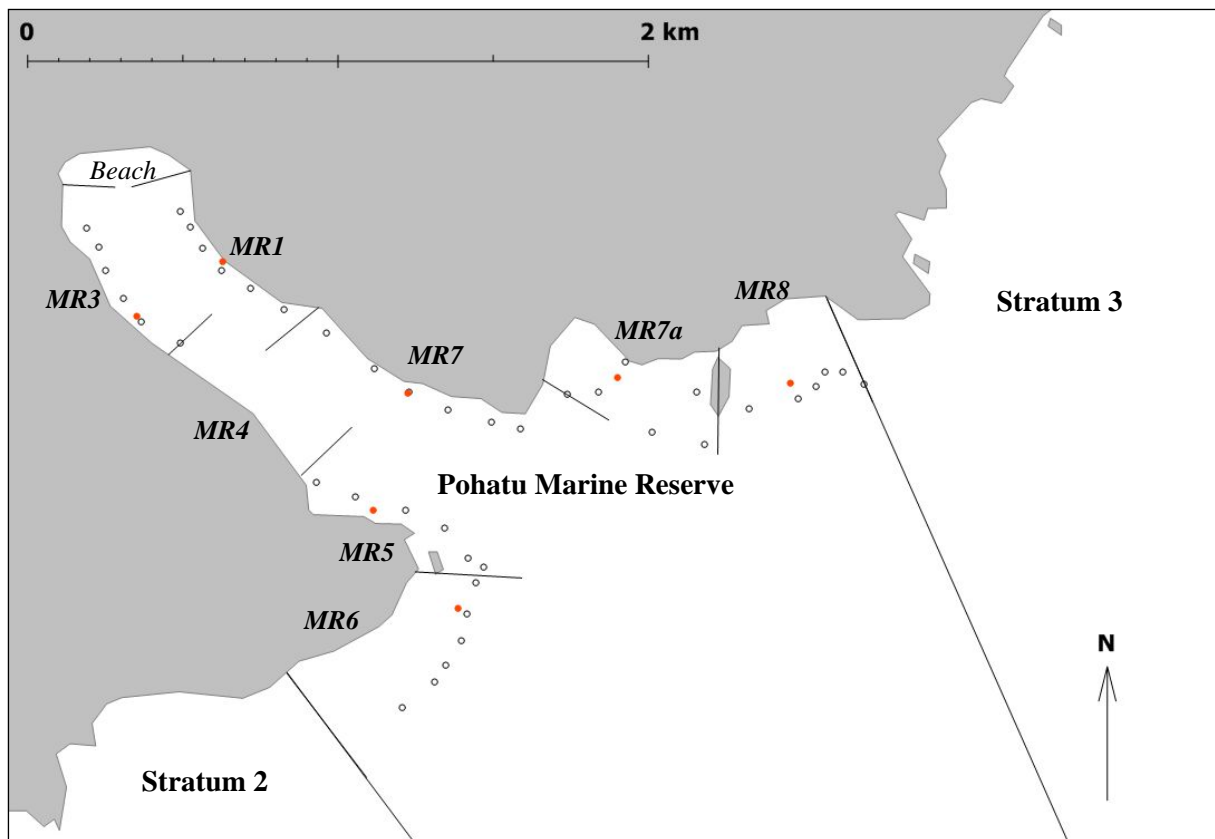 0 2 km
Beach
MR1
MR3
MR8
Stratum 3
MR7a
MR7
MR4
Pohatu Marine Reserve
MR5
MR6
N
Stratum 2